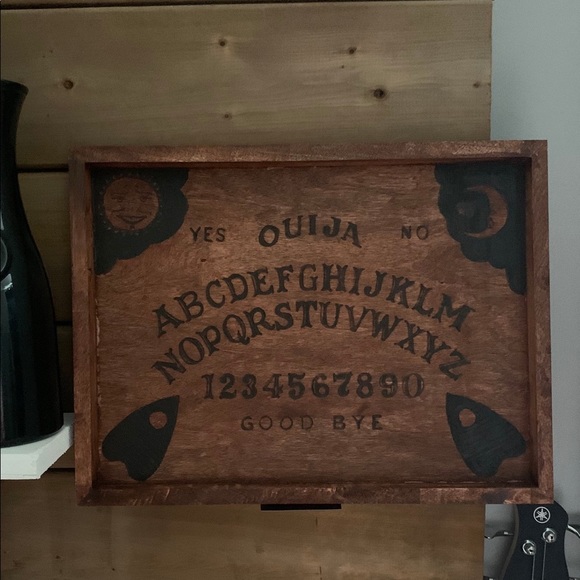 YES OUIJA NO
ABCDEFGHIJKLM
NOPQRSTUVWXYZ
1234567890
GOOD BYE